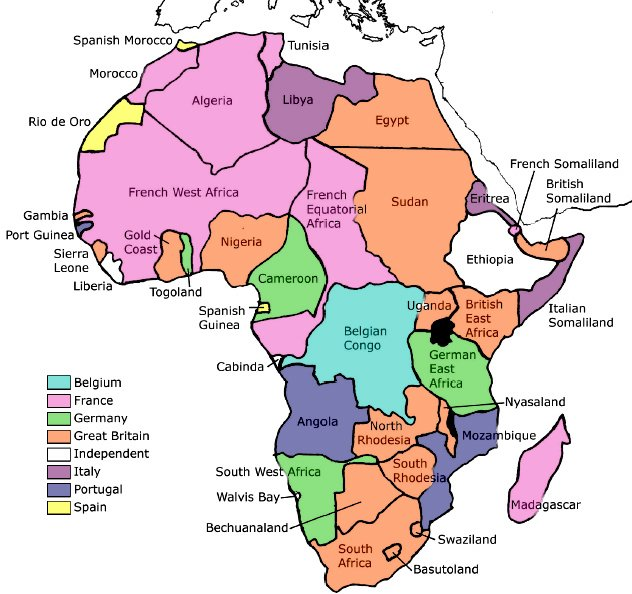 Spanish Morocco
Tunisia
Morocco
Algeria
Libya
Egypt
Rio de Oro
French Somaliland
British
Somaliland
French West Africa
French
Equatorial
Africa
Sudan
Eritrea
Gambia
Port Guinea
Gold
Coast
Nigeria
Sierra
Leone
Liberia
Togoland
Cameroon
Ethiopia
Italian
Somaliland
Spanish
Guinea
Uganda
British
East
Africa
Belgian
Congo
German
East
Africa
Cabinda
Belgium
France
Germany
Great Britain
Independent
Italy
Portugal
Spain
Nyasaland
Angola
North
Rhodesia
Mozambique
South West Africa
South
Rhodesia
Walvis Bay
Madagascar
Bechuanaland
Swaziland
South
Africa
Basutoland